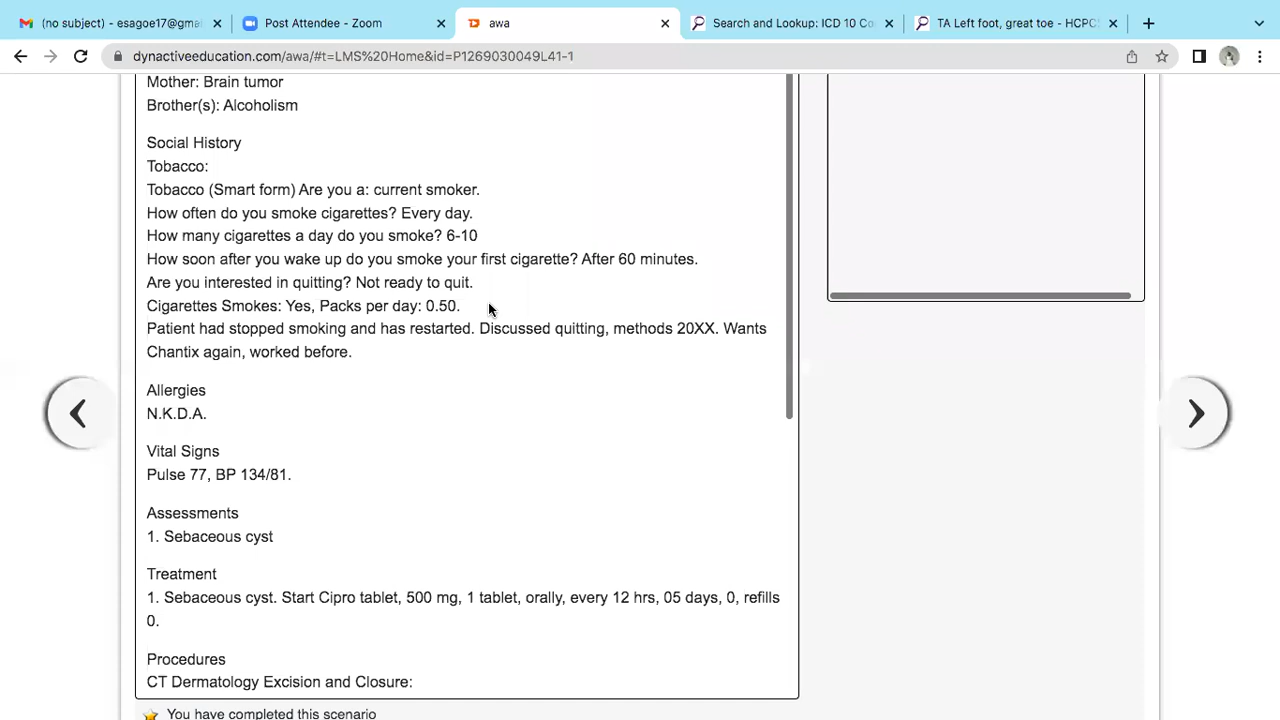 (no subject) - esagoe17@gma
Post Attendee - Zoom
awa
Search and Lookup: ICD 10 Co
TA Left foot, great toe - HCPC
dynactiveeducation.com/awa/#t=LMS%20Home&id=P1269030049L41-1
Mother: Brain tumor
Brother(s): Alcoholism
Social History
Tobacco:
Tobacco (Smart form) Are you a: current smoker.
How often do you smoke cigarettes? Every day.
How many cigarettes a day do you smoke? 6-10
How soon after you wake up do you smoke your first cigarette? After 60 minutes.
Are you interested in quitting? Not ready to quit.
Cigarettes Smokes: Yes, Packs per day: 0.50.
Patient had stopped smoking and has restarted. Discussed quitting, methods 20XX. Wants
Chantix again, worked before.
Allergies
N.K.D.A.
Vital Signs
Pulse 77, BP 134/81.
Assessments
1. Sebaceous cyst
Treatment
1. Sebaceous cyst. Start Cipro tablet, 500 mg, 1 tablet, orally, every 12 hrs, 05 days, 0, refills
0.
Procedures
CT Dermatology Excision and Closure:
You have completed this scenario